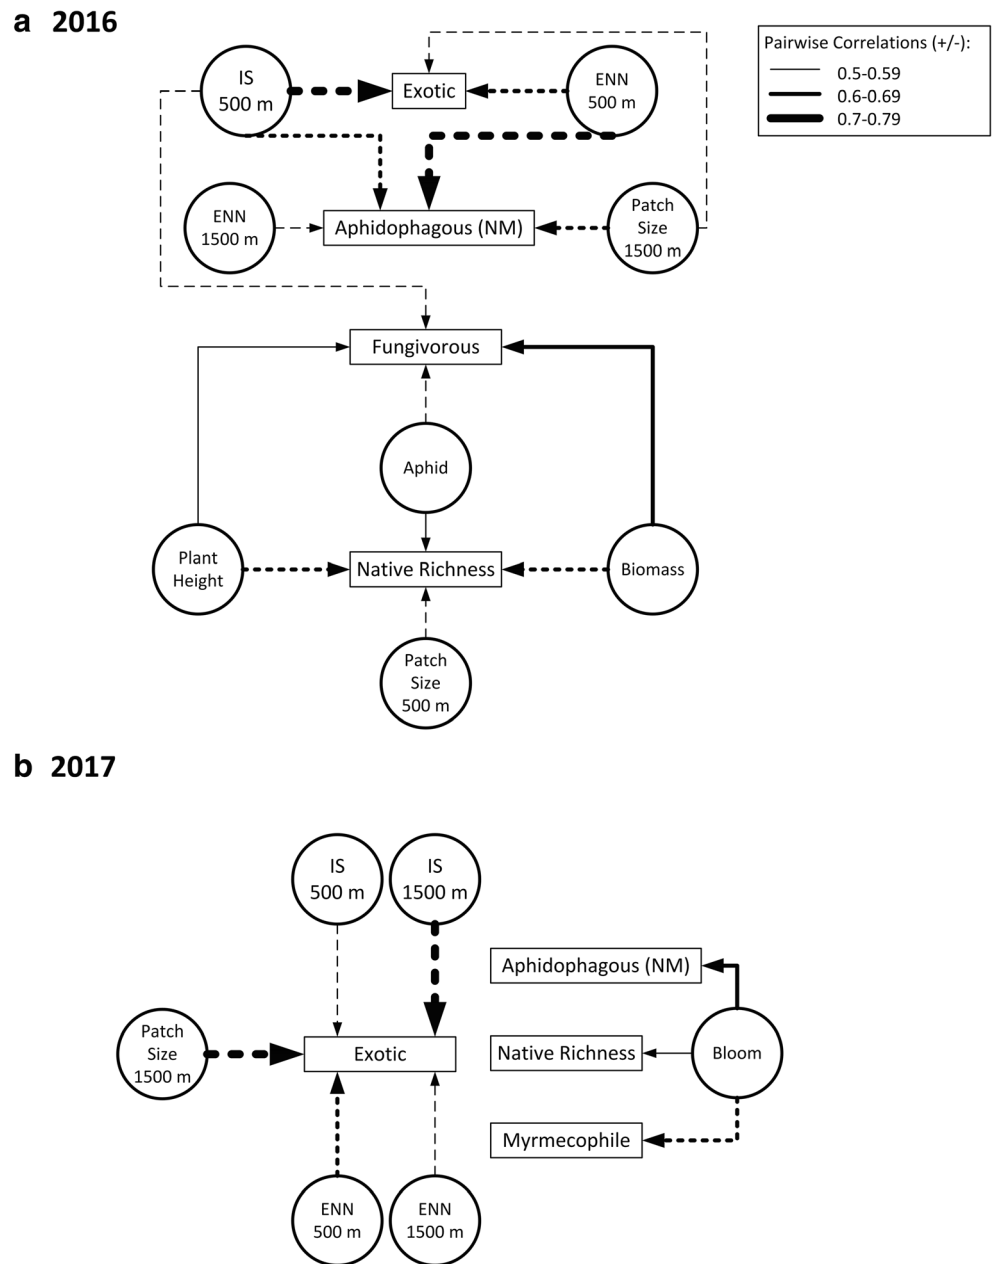 a 2016
Pairwise Correlations (+/-):
0.5-0.59
0.6-0.69
0.7-0.79
IS
500 m
Exotic
ENN
500 m
ENN
1500 m
Aphidophagous (NM)
Patch
Size
1500 m
Fungivorous
Aphid
Plant
Height
Native Richness
Biomass
Patch
Size
500 m
b 2017
IS
500 m
IS
1500 m
Aphidophagous (NM)
Patch
Size
1500 m
Exotic
Native Richness
Bloom
Myrmecophile
ENN
500 m
ENN
1500 m